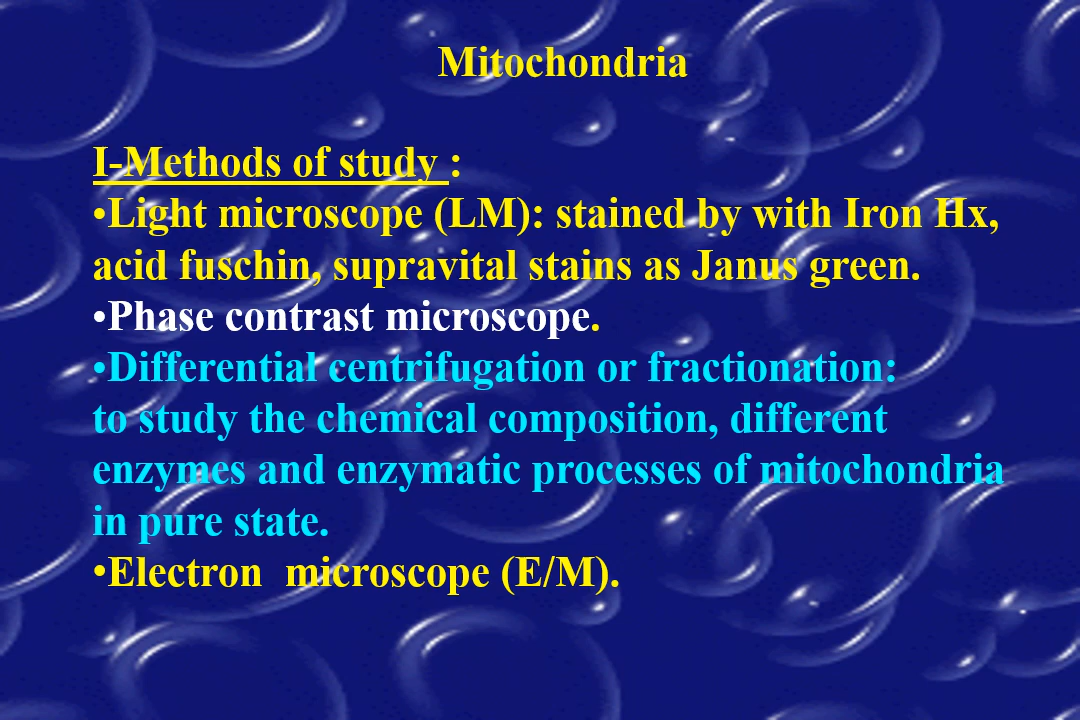 Mitochondria
I-Methods of study :
•Light microscope (LM): stained by with Iron Hx,
acid fuschin, supravital stains as Janus green.
•Phase contrast microscope.
•Differential centrifugation or fractionation:
to study the chemical composition, different
enzymes and enzymatic processes of mitochondria
in pure state.
•Electron  microscope (E/M).